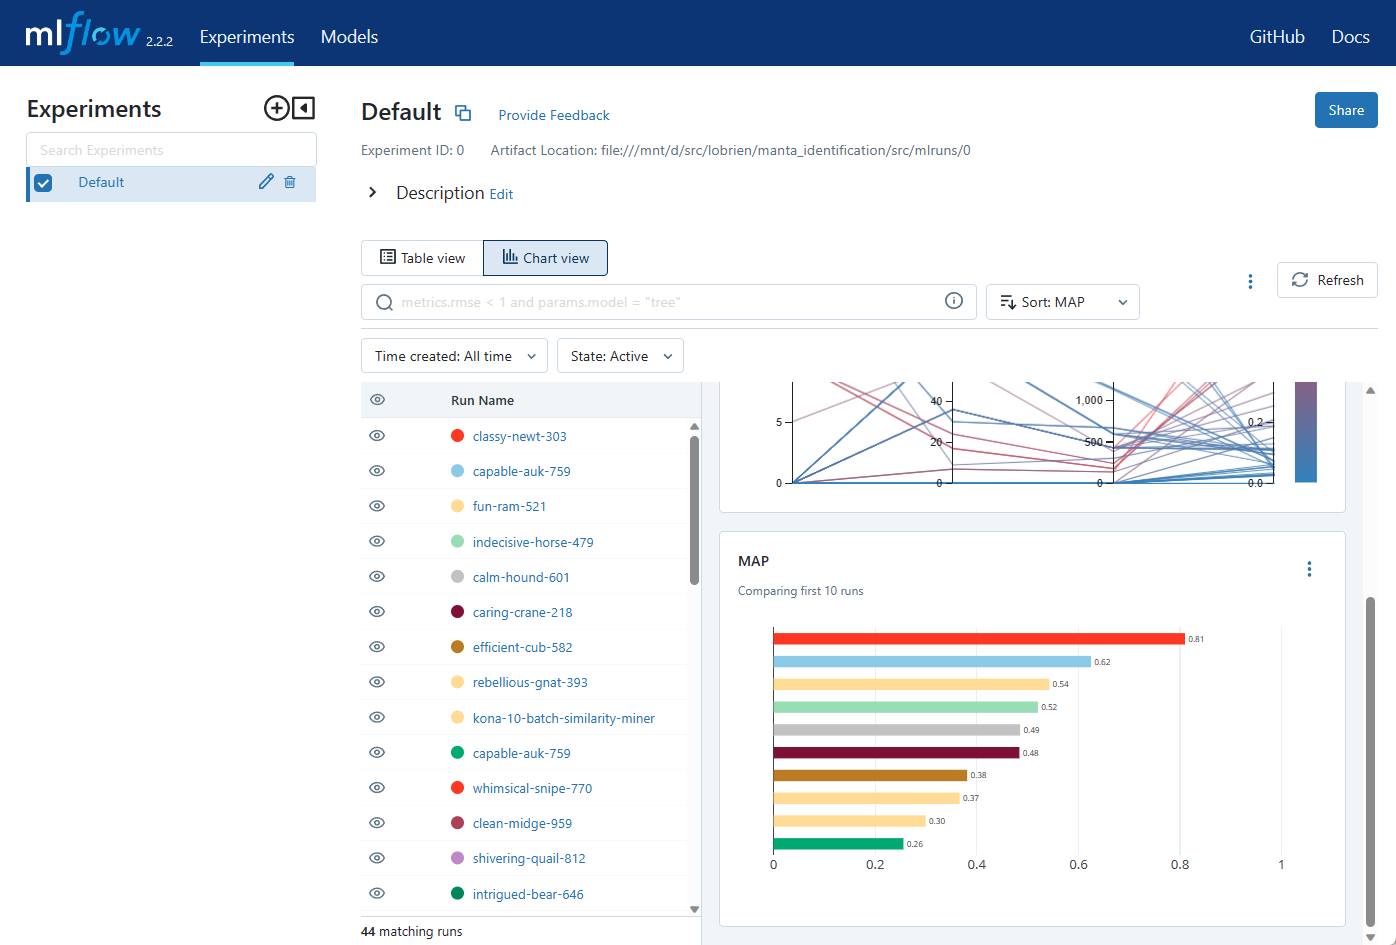 mlflow 2.2.2 Experiments Models GitHub Docs
Experiments
Search Experiments
Default
Default Provide Feedback Share
Experiment ID: 0 Artifact Location: file:///mnt/d/src/lobrien/manta_identification/src/mlruns/0
Description Edit
Table view Chart view
metrics.rmse < 1 and params.model = "tree" Sort: MAP Refresh
Time created: All time State: Active
Run Name
classy-newt-303
capable-auk-759
fun-ram-521
indecisive-horse-479
calm-hound-601
caring-crane-218
efficient-cub-582
rebellious-gnat-393
kona-10-batch-similarity-miner
capable-auk-759
whimsical-snipe-770
clean-midge-959
shivering-quail-812
intrigued-bear-646
44 matching runs
40 1,000
5 0.2
20 500
0 0 0 0.0
MAP
Comparing first 10 runs
0.81
0.62
0.54
0.52
0.49
0.48
0.38
0.37
0.30
0.26
0 0.2 0.4 0.6 0.8 1